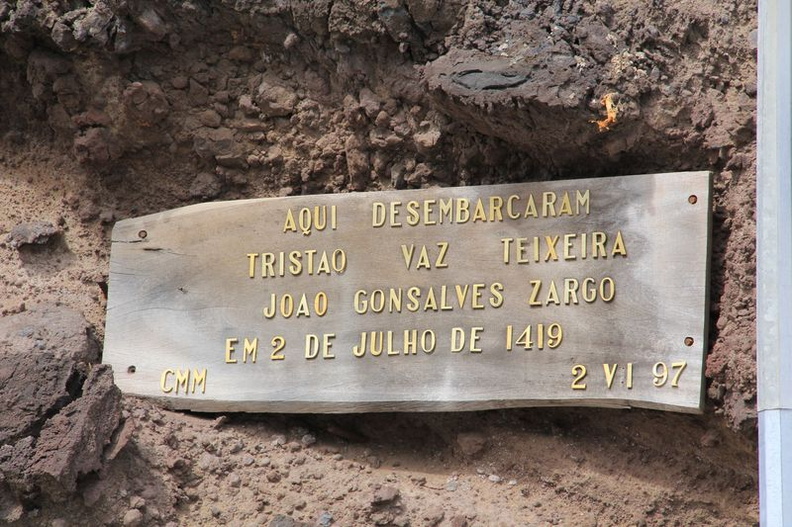 AQUI DESEMBARCARAM
TRISTAO VAZ TEIXEIRA
JOAO GONSALVES ZARGO
EM 2 DE JULHO DE 1419
CMM 2 VI 97